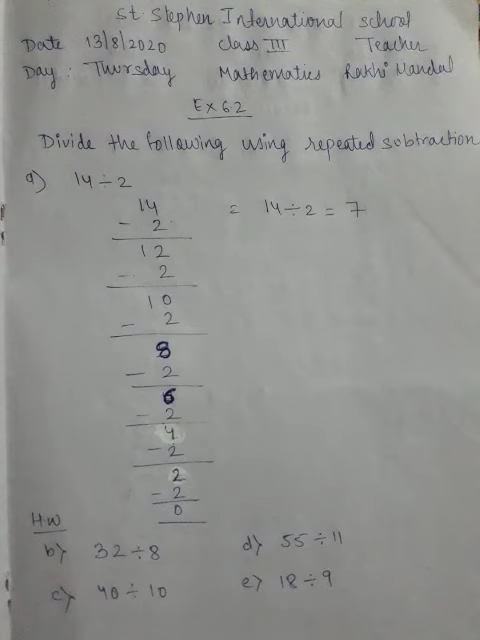 St. Stephen International school
Date 13/8/2020 class III Teacher
Day : Thursday Mathematics Rakhi Mandal
Ex 6.2
Divide the following using repeated subtraction
a) 14 ÷ 2
14 = 14 ÷ 2 = 7
- 2
12
- 2
10
- 2
8
- 2
6
- 2
4
- 2
2
- 2
0
H.W
b) 32 ÷ 8 d) 55 ÷ 11
c) 40 ÷ 10 e) 18 ÷ 9